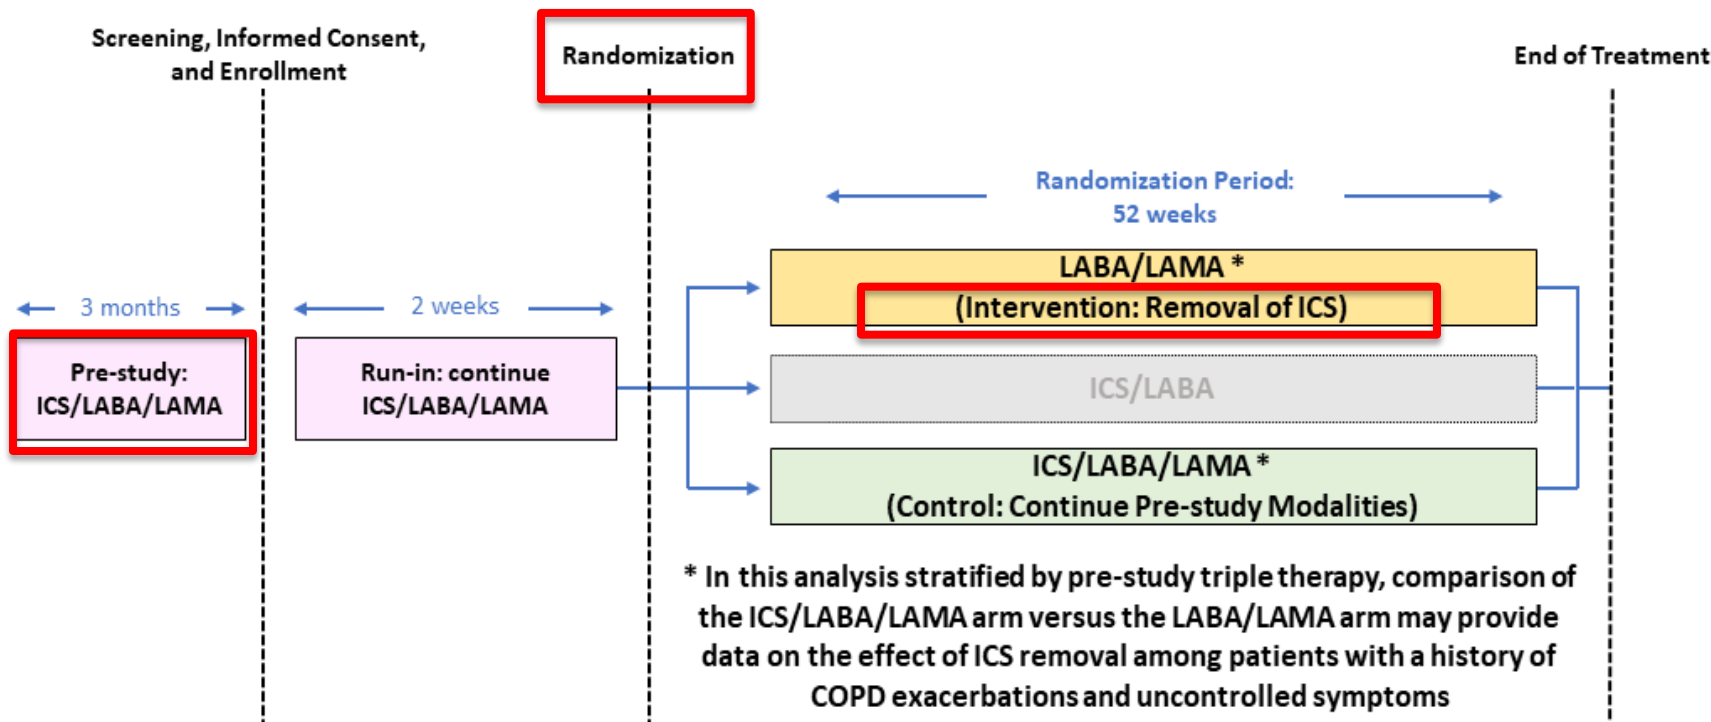 Screening, Informed Consent,
and Enrollment
Randomization
End of Treatment
Randomization Period:
52 weeks
3 months
2 weeks
Pre-study:
ICS/LABA/LAMA
Run-in: continue
ICS/LABA/LAMA
LABA/LAMA *
(Intervention: Removal of ICS)
ICS/LABA
ICS/LABA/LAMA *
(Control: Continue Pre-study Modalities)
* In this analysis stratified by pre-study triple therapy, comparison of
the ICS/LABA/LAMA arm versus the LABA/LAMA arm may provide
data on the effect of ICS removal among patients with a history of
COPD exacerbations and uncontrolled symptoms